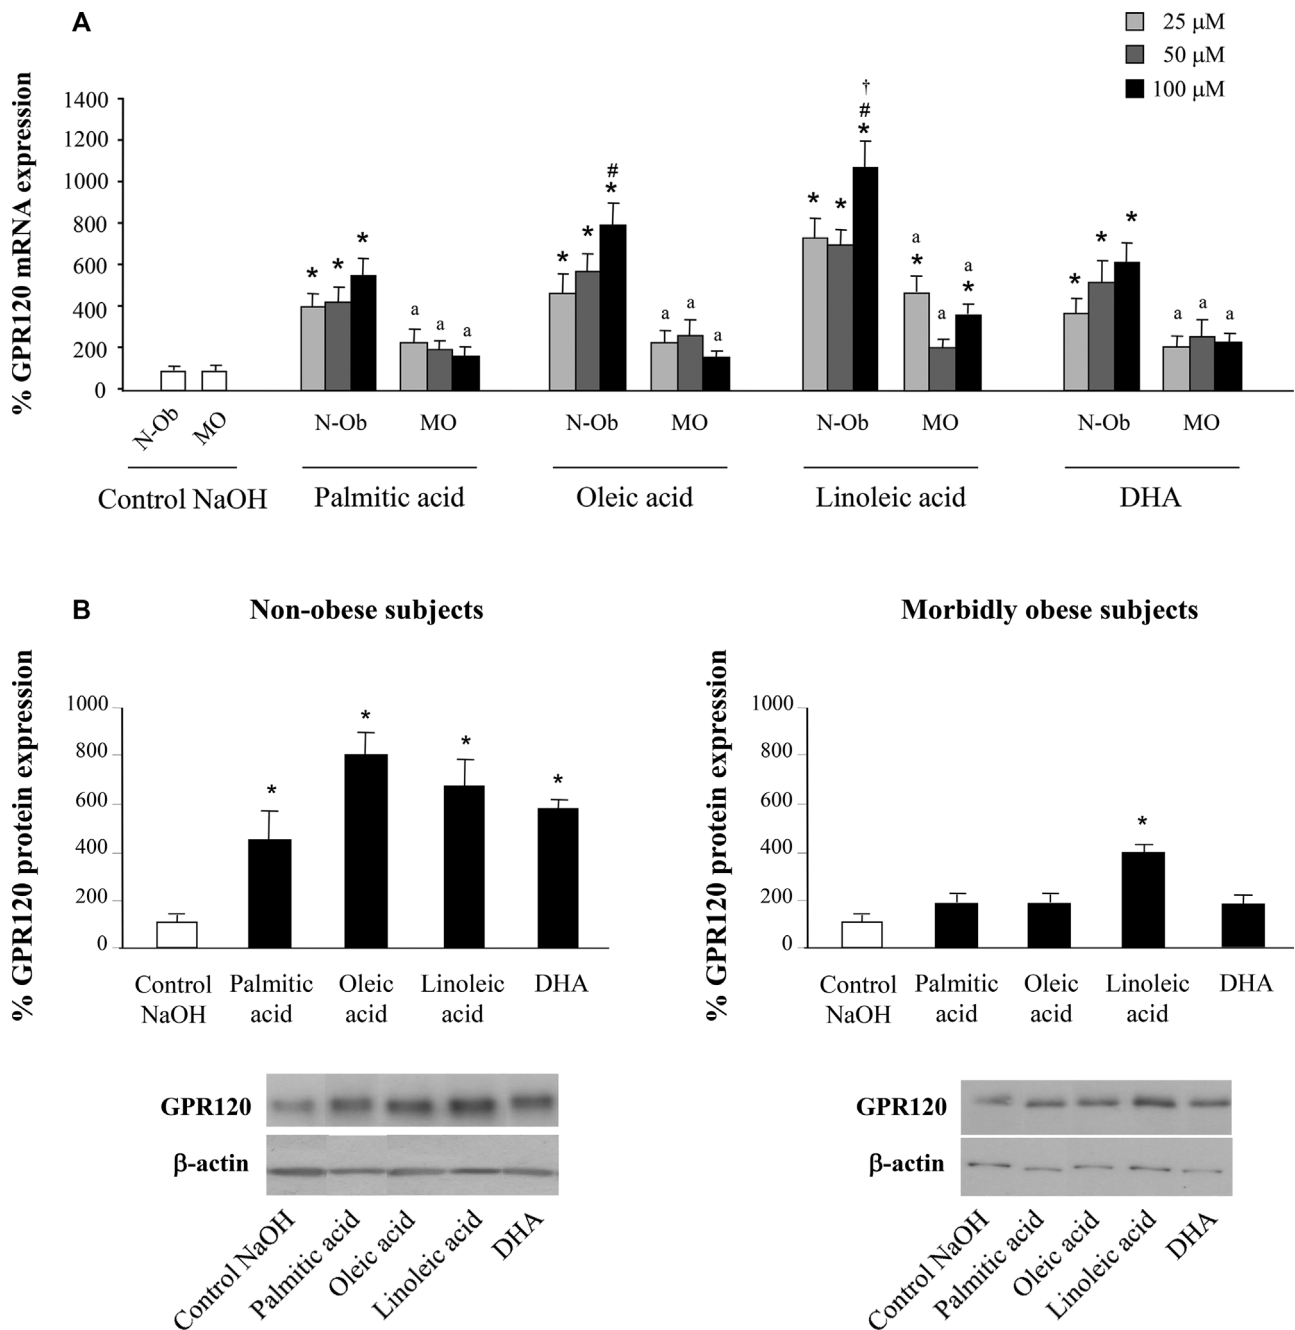 A
25 µM
50 µM
100 µM
% GPR120 mRNA expression
1400
1200
1000
800
600
400
200
0
* * *
a a a
* * * #
a a a
* * * # †
a * a a *
* * *
a a a
N-Ob MO N-Ob MO N-Ob MO N-Ob MO N-Ob MO
Control NaOH Palmitic acid Oleic acid Linoleic acid DHA
B
Non-obese subjects
% GPR120 protein expression
1000
800
600
400
200
0
* * * *
Control NaOH
Palmitic acid
Oleic acid
Linoleic acid
DHA
GPR120
β-actin
Control NaOH
Palmitic acid
Oleic acid
Linoleic acid
DHA
Morbidly obese subjects
% GPR120 protein expression
1000
800
600
400
200
0
*
Control NaOH
Palmitic acid
Oleic acid
Linoleic acid
DHA
GPR120
β-actin
Control NaOH
Palmitic acid
Oleic acid
Linoleic acid
DHA